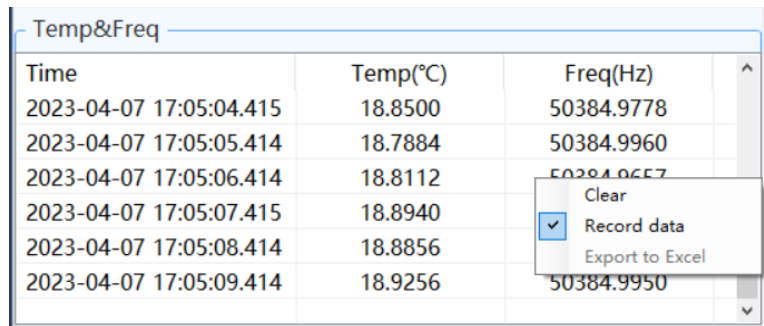 Temp&Freq
Time Temp(℃) Freq(Hz)
2023-04-07 17:05:04.415 18.8500 50384.9778
2023-04-07 17:05:05.414 18.7884 50384.9960
2023-04-07 17:05:06.414 18.8112 50384.9657
2023-04-07 17:05:07.415 18.8940
2023-04-07 17:05:08.414 18.8856
2023-04-07 17:05:09.414 18.9256 50384.9950
Clear
Record data
Export to Excel